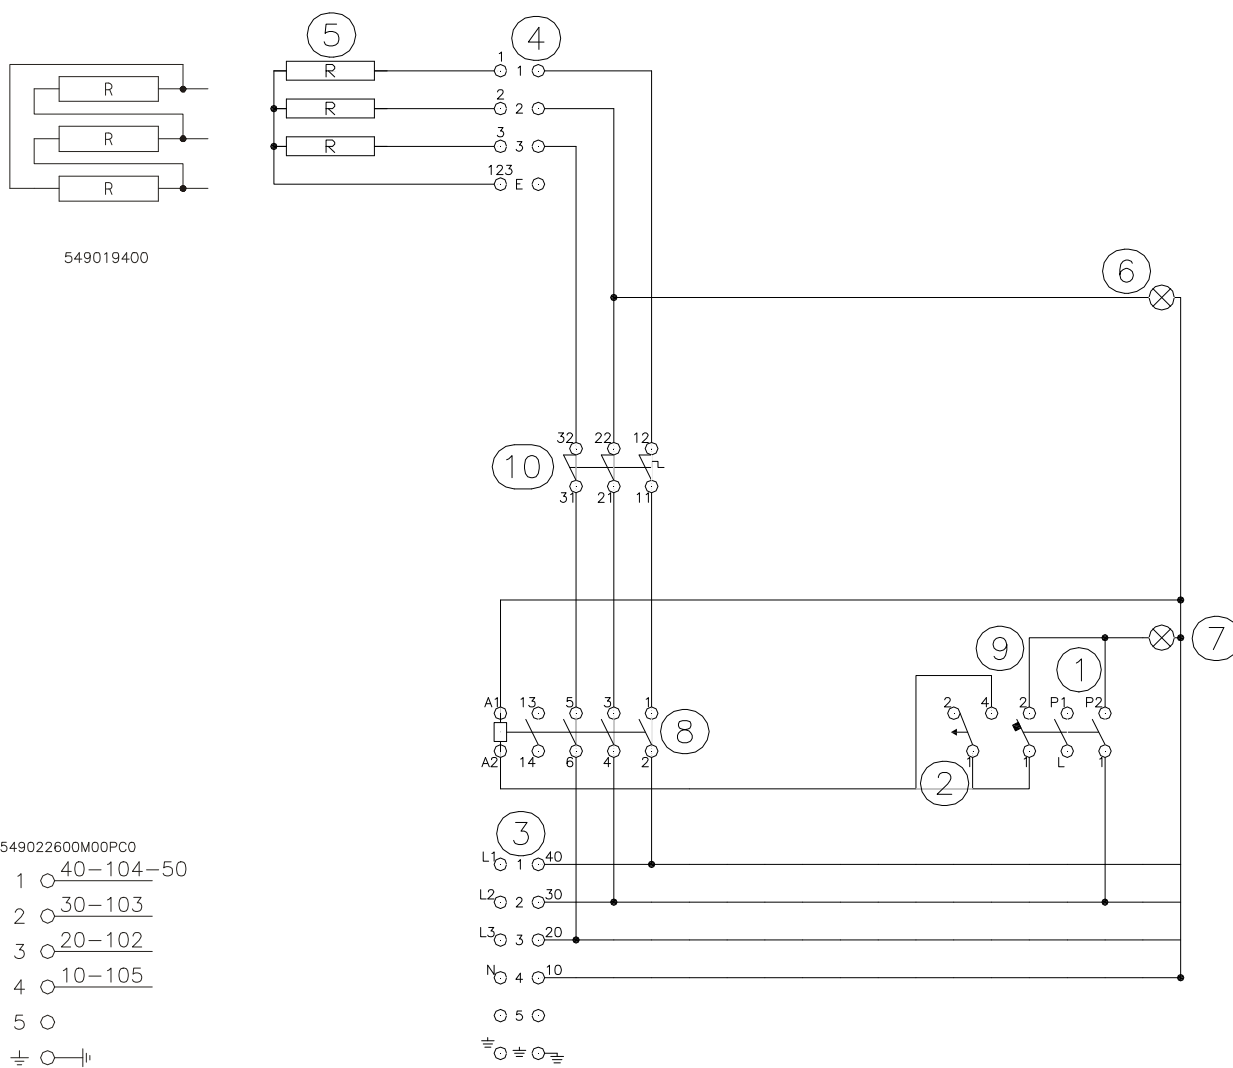 5 4
1
R 1
R
2
R 2
R
3
R 3
123
R E
549019400
6
32 22 12
10
31 21 11
9 7
1
A1 13 5 3 1 2 4 2 P1 P2
8
A2 14 6 4 2 1 1 L 1
2
3
549022600M00PC0
L1 1 40
1 40-104-50
L2 2 30
2 30-103
L3 3 20
3 20-102
N 4 10
4 10-105
5
5